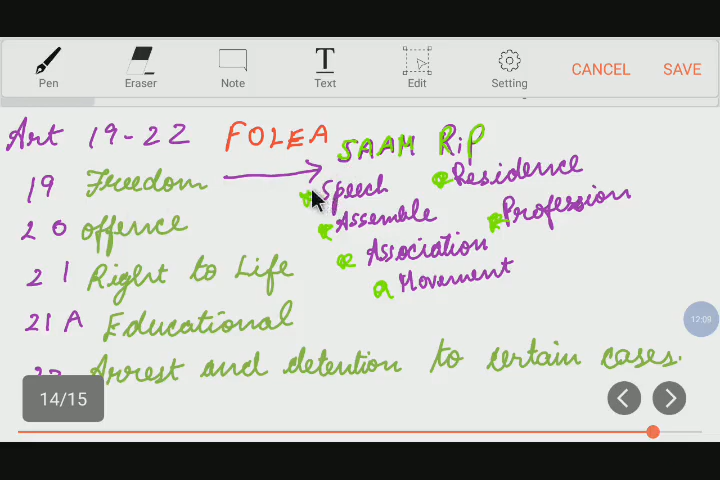 Pen Eraser Note Text Edit Setting CANCEL SAVE
Art 19-22 FOLEA SAAM RiP
19 Freedom Speech Residence
20 offence Assemble Profession
21 Right to Life Association
Movement
21 A Educational
12:09
22 Arrest and detention to certain cases.
14/15